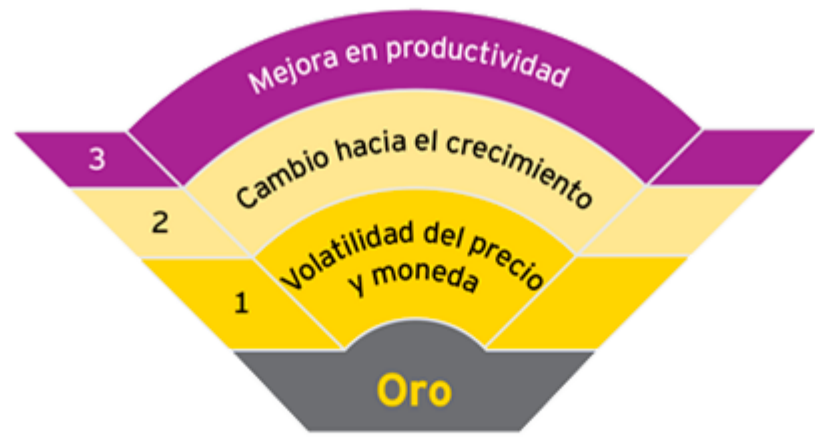 Mejora en productividad
3
Cambio hacia el crecimiento
2
Volatilidad del precio
y moneda
1
Oro